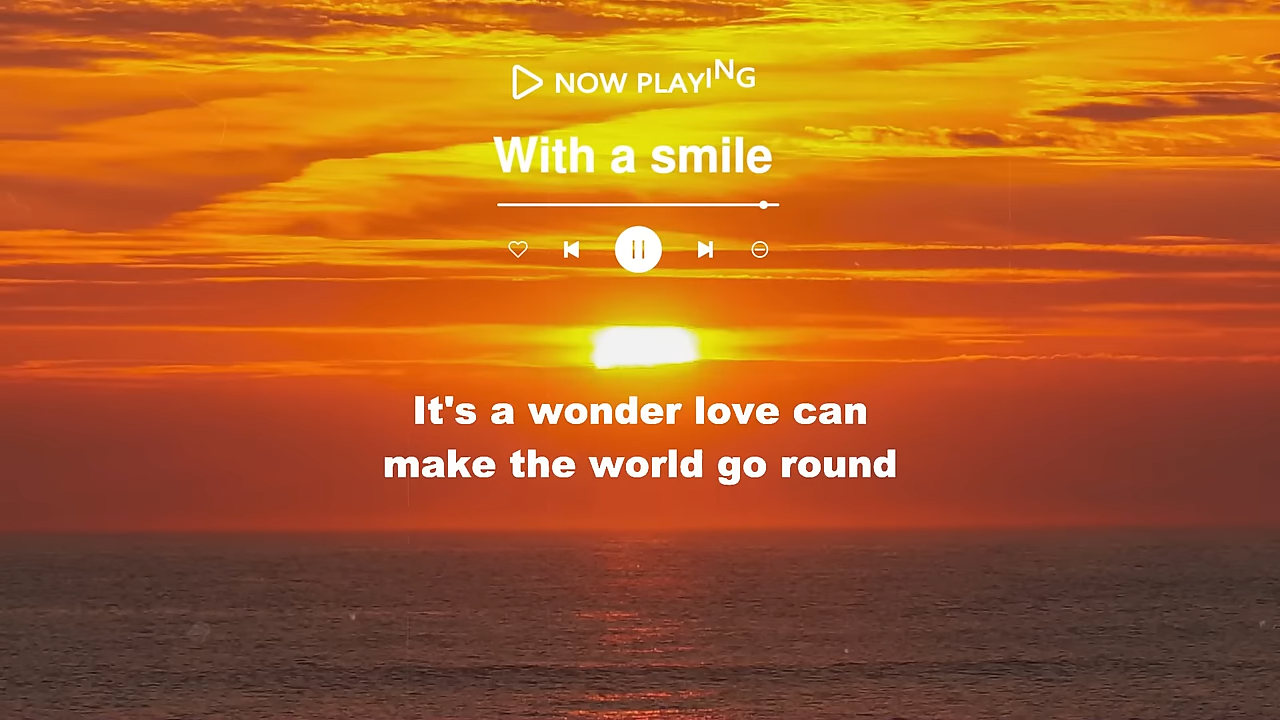 NOW PLAYING
With a smile
It's a wonder love can
make the world go round